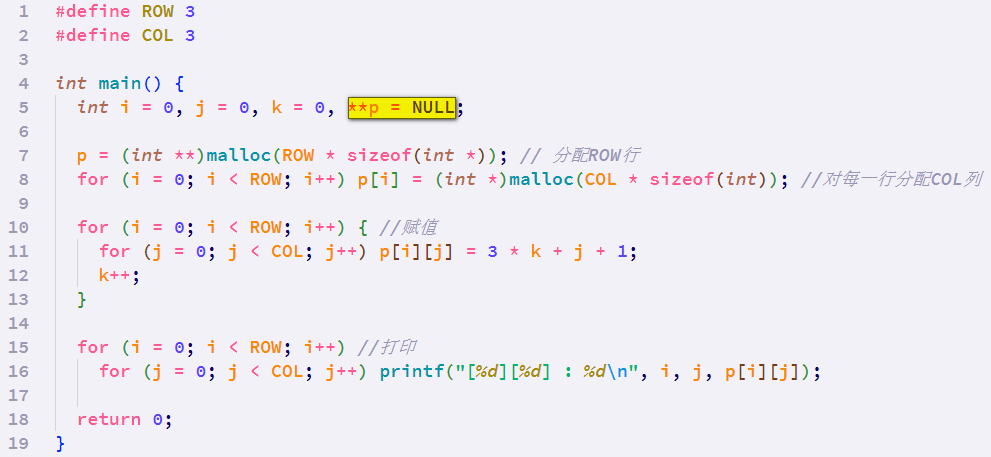 1 #define ROW 3
2 #define COL 3
3
4 int main() {
5   int i = 0, j = 0, k = 0, **p = NULL;
6
7   p = (int **)malloc(ROW * sizeof(int *)); // 分配ROW行
8   for (i = 0; i < ROW; i++) p[i] = (int *)malloc(COL * sizeof(int)); //对每一行分配COL列
9
10   for (i = 0; i < ROW; i++) { //赋值
11     for (j = 0; j < COL; j++) p[i][j] = 3 * k + j + 1;
12     k++;
13   }
14
15   for (i = 0; i < ROW; i++) //打印
16     for (j = 0; j < COL; j++) printf("[%d][%d] : %d\n", i, j, p[i][j]);
17
18   return 0;
19 }